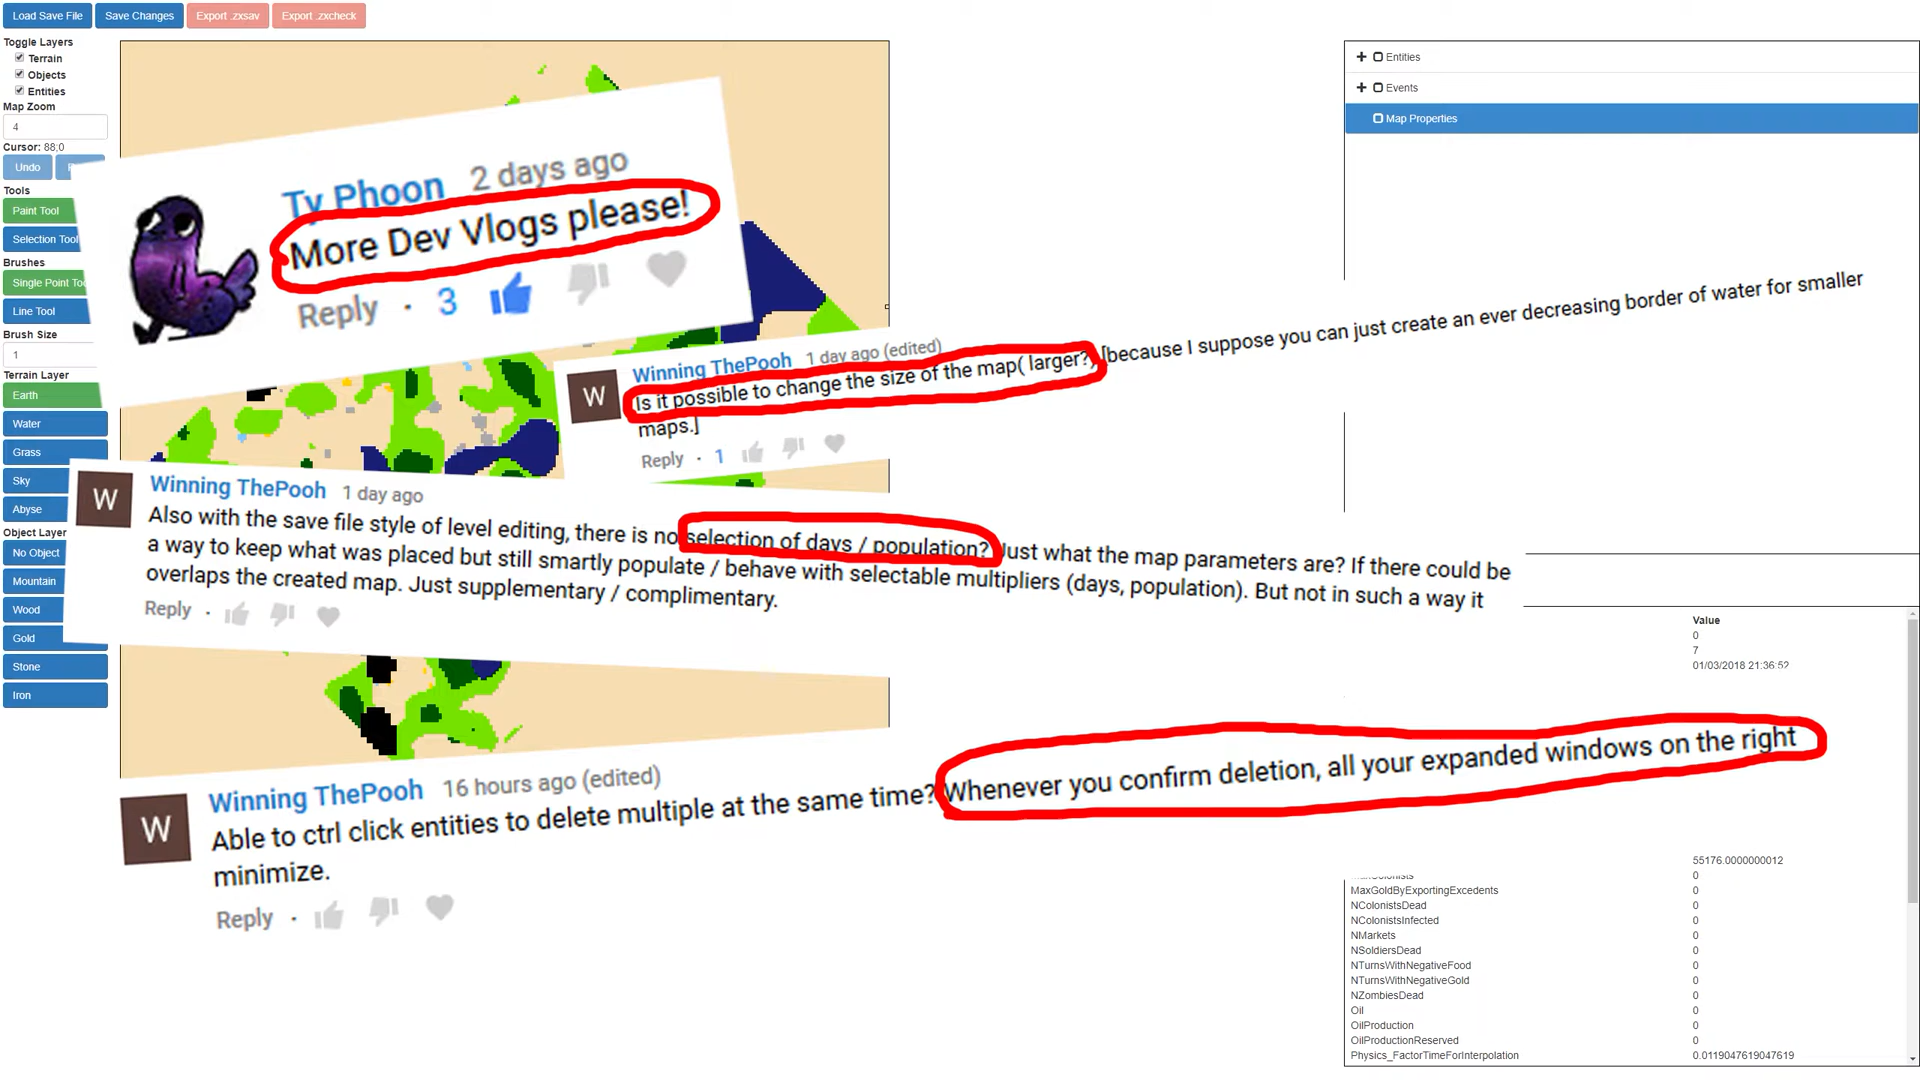 Load Save File
Save Changes
Export .zxsav
Export .zxcheck
Toggle Layers
Terrain
Objects
Entities
Map Zoom
4
Cursor: 88;0
Undo
Tools
Paint Tool
Selection Tool
Brushes
Single Point
Line Tool
Brush Size
1
Terrain Layer
Earth
Water
Grass
Sky
Abyse
Object Layer
No Object
Mountain
Wood
Gold
Stone
Iron
Ty Phoon 2 days ago
More Dev Vlogs please!
Reply · 3
W
Winning ThePooh 1 day ago (edited)
Is it possible to change the size of the map( larger?) [because I suppose you can just create an ever decreasing border of water for smaller
maps.]
Reply · 1
W
Winning ThePooh 1 day ago
Also with the save file style of level editing, there is no selection of days / population? Just what the map parameters are? If there could be
a way to keep what was placed but still smartly populate / behave with selectable multipliers (days, population). But not in such a way it
overlaps the created map. Just supplementary / complimentary.
Reply ·
W
Winning ThePooh 16 hours ago (edited)
Able to ctrl click entities to delete multiple at the same time? Whenever you confirm deletion, all your expanded windows on the right
minimize.
Reply ·
Entities
Events
Map Properties
Value
0
7
01/03/2018 21:36:52
55176.0000000012
0
MaxGoldByExportingExcedents 0
NColonistsDead 0
NColonistsInfected 0
NMarkets 0
NSoldiersDead 0
NTurnsWithNegativeFood 0
NTurnsWithNegativeGold 0
NZombiesDead 0
Oil 0
OilProduction 0
OilProductionReserved 0
Physics_FactorTimeForInterpolation 0.0119047619047619